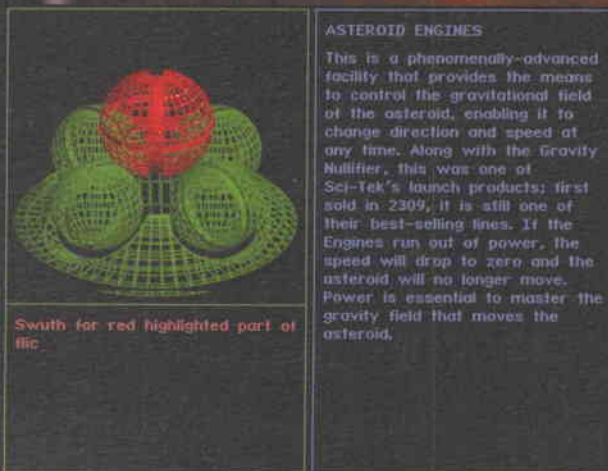 Swuth for red highlighted part of
flic
ASTEROID ENGINES
This is a phenomenally-advanced
facility that provides the means
to control the gravitational field
of the asteroid, enabling it to
change direction and speed at
any time. Along with the Gravity
Nullifier, this was one of
Sci-Tek's launch products; first
sold in 2309, it is still one of
their best-selling lines. If the
Engines run out of power, the
speed will drop to zero and the
asteroid will no longer move.
Power is essential to master the
gravity field that moves the
asteroid.